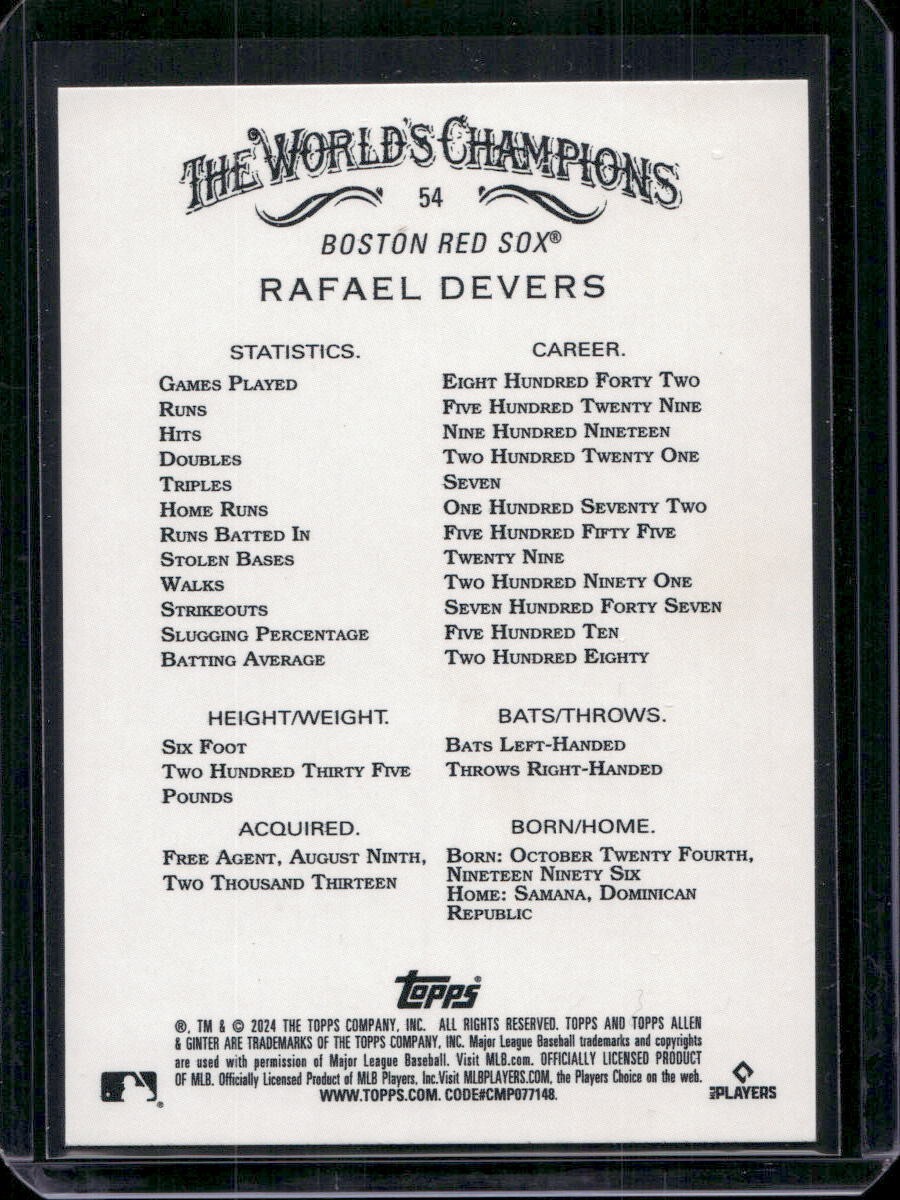 THE WORLD'S CHAMPIONS
54
BOSTON RED SOX®
RAFAEL DEVERS
STATISTICS. CAREER.
GAMES PLAYED EIGHT HUNDRED FORTY TWO
RUNS FIVE HUNDRED TWENTY NINE
HITS NINE HUNDRED NINETEEN
DOUBLES TWO HUNDRED TWENTY ONE
TRIPLES SEVEN
HOME RUNS ONE HUNDRED SEVENTY TWO
RUNS BATTED IN FIVE HUNDRED FIFTY FIVE
STOLEN BASES TWENTY NINE
WALKS TWO HUNDRED NINETY ONE
STRIKEOUTS SEVEN HUNDRED FORTY SEVEN
SLUGGING PERCENTAGE FIVE HUNDRED TEN
BATTING AVERAGE TWO HUNDRED EIGHTY
HEIGHT/WEIGHT.
SIX FOOT
TWO HUNDRED THIRTY FIVE
POUNDS
BATS/THROWS.
BATS LEFT-HANDED
THROWS RIGHT-HANDED
ACQUIRED.
FREE AGENT, AUGUST NINTH,
TWO THOUSAND THIRTEEN
BORN/HOME.
BORN: OCTOBER TWENTY FOURTH,
NINETEEN NINETY SIX
HOME: SAMANA, DOMINICAN
REPUBLIC
topps®
®, TM & © 2024 THE TOPPS COMPANY, INC. ALL RIGHTS RESERVED. TOPPS AND TOPPS ALLEN
& GINTER ARE TRADEMARKS OF THE TOPPS COMPANY, INC. Major League Baseball trademarks and copyrights
are used with permission of Major League Baseball. Visit MLB.com. OFFICIALLY LICENSED PRODUCT
OF MLB. Officially Licensed Product of MLB Players, Inc.Visit MLBPLAYERS.COM, the Players Choice on the web.
WWW.TOPPS.COM. CODE#CMP077148.
MLB PLAYERS